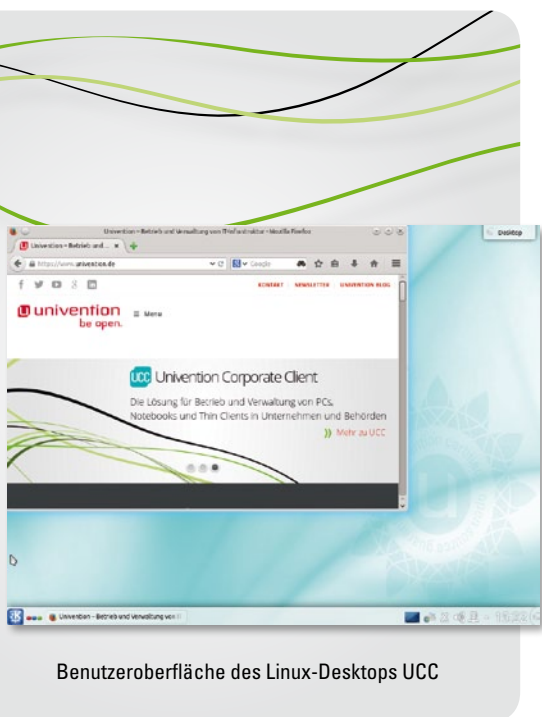 Univention - Betrieb und Verwaltung von IT-Infrastruktur - Mozilla Firefox
Desktop
Univention - Betrieb und ...
https://www.univention.de
Google
KONTAKT NEWSLETTER UNIVENTION BLOG
univention
be open.
Menu
UCC Univention Corporate Client
Die Lösung für Betrieb und Verwaltung von PCs,
Notebooks und Thin Clients in Unternehmen und Behörden
Mehr zu UCC
Univention - Betrieb und Verwaltung von I
Benutzeroberfläche des Linux-Desktops UCC